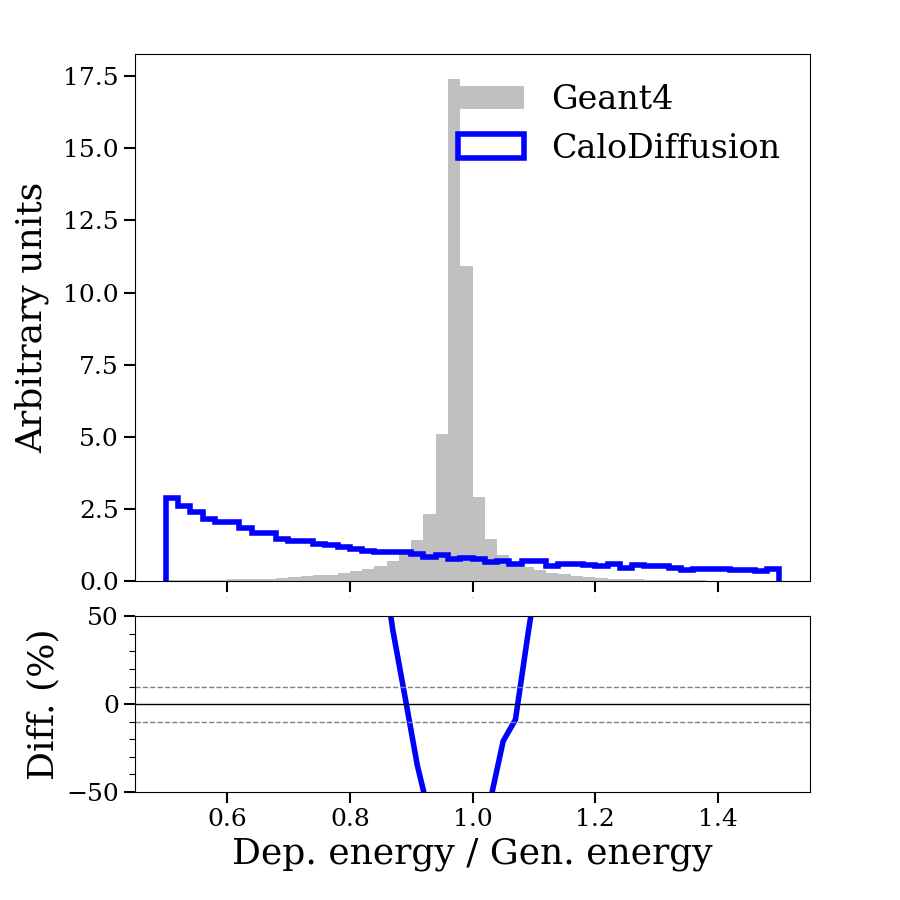 Geant4
CaloDiffusion
Arbitrary units
17.5
15.0
12.5
10.0
7.5
5.0
2.5
0.0
Diff. (%)
50
0
−50
0.6 0.8 1.0 1.2 1.4
Dep. energy / Gen. energy